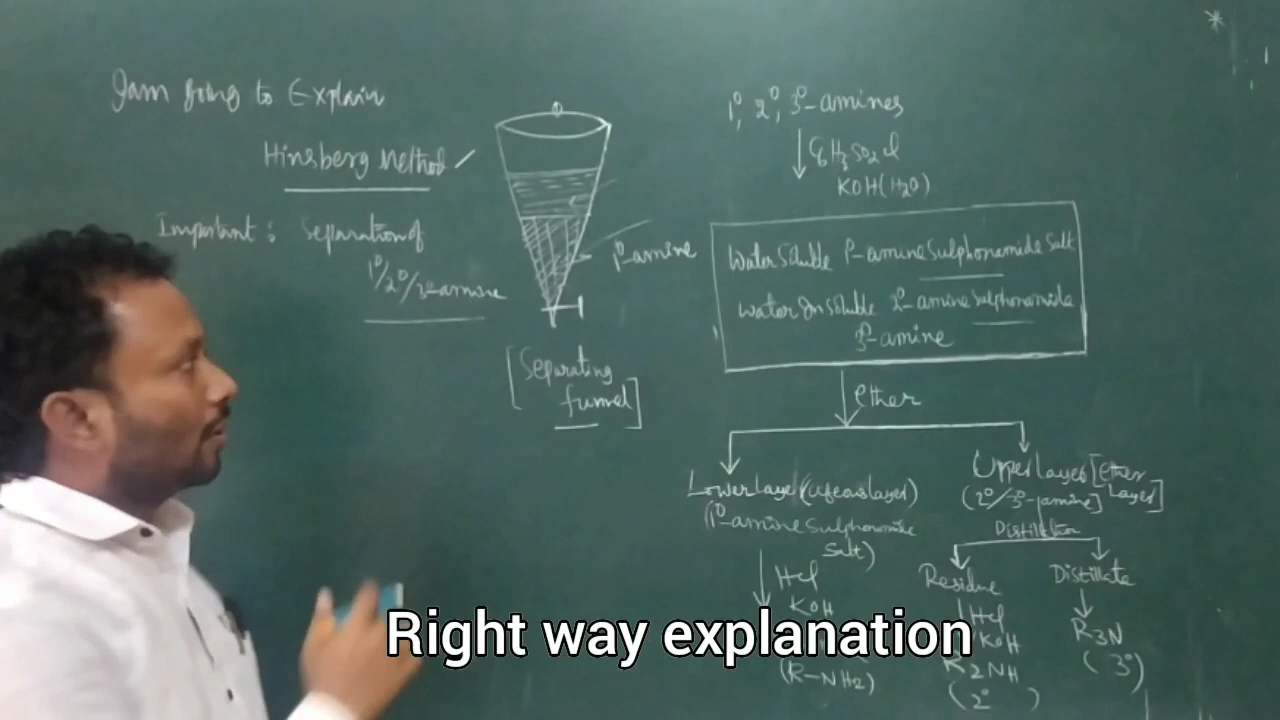 I am going to Explain
Hinsberg Method
Important : Separation of
1°/2°/3°-amine
1°-amine
[Separating
funnel]
1°, 2°, 3°-amines
C6H5SO2Cl
KOH(H2O)
Water Soluble 1°-amine Sulphonamide Salt
Water InSoluble 2°-amine Sulphonamide
3°-amine
Ether
Lower layer (Aqeous layer)
(1°-amine Sulphonamide
Salt)
HCl
KOH
(R-NH2)
Upper layer [Ether
Layer]
(2°/3°-amine)
Distillation
Residue
HCl
KOH
R2NH
(2° )
Distillate
R3N
(3°)
Right way explanation